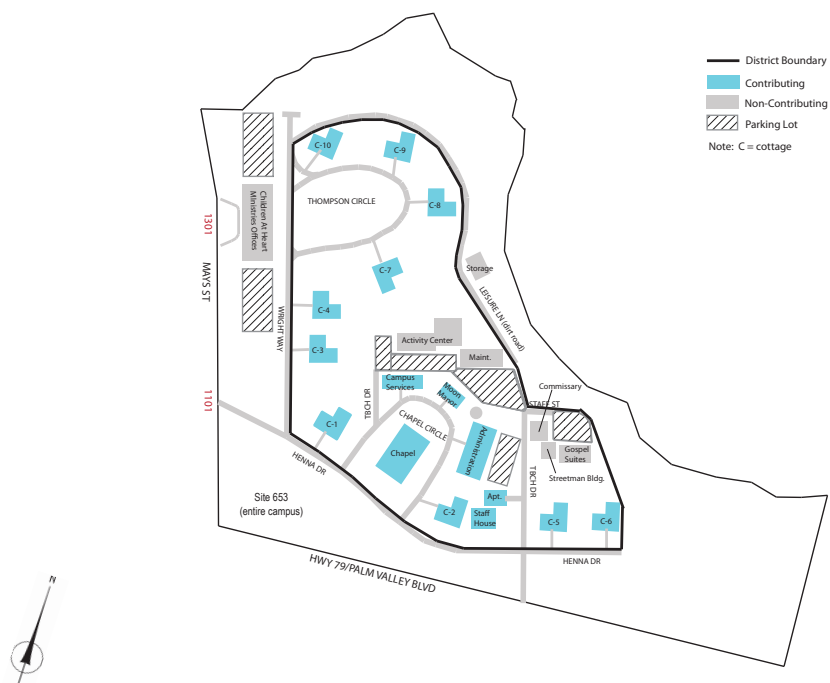 District Boundary
Contributing
Non-Contributing
Parking Lot
Note: C = cottage
C-10
C-9
THOMPSON CIRCLE
C-8
Children At Heart
Ministries Offices
1301
MAYS ST
C-7
Storage
LEISURE LN (dirt road)
C-4
WRIGHT WAY
C-3
Activity Center
Maint.
Campus
Services
Moon
Manor
Commissary
STAFF ST
1101
TBCH DR
CHAPEL CIRCLE
C-1
Chapel
Administration
Gospel
Suites
Streetman Bldg.
TBCH DR
HENNA DR
Site 653
(entire campus)
Apt.
C-2
Staff
House
C-5
C-6
HENNA DR
HWY 79/PALM VALLEY BLVD
N